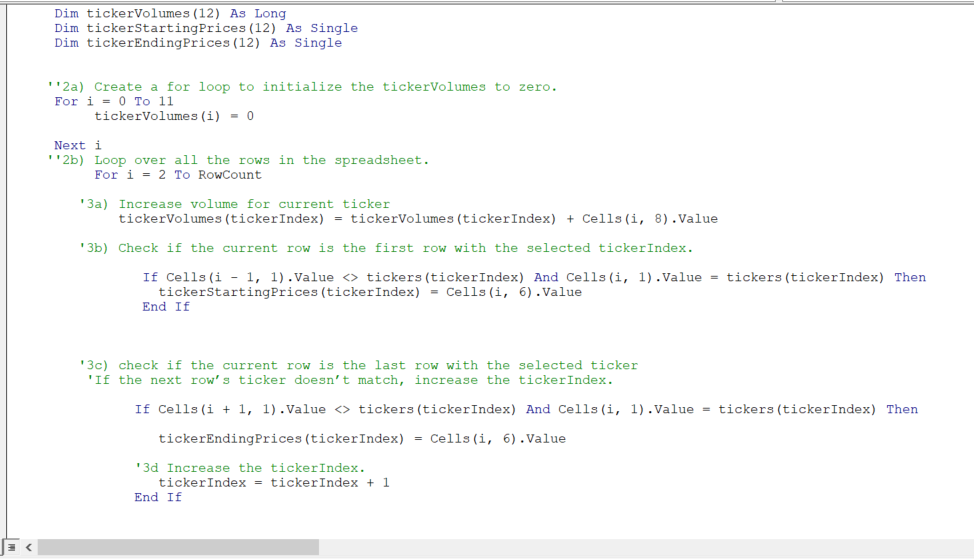 Dim tickerVolumes(12) As Long
Dim tickerStartingPrices(12) As Single
Dim tickerEndingPrices(12) As Single
''2a) Create a for loop to initialize the tickerVolumes to zero.
For i = 0 To 11
tickerVolumes(i) = 0
Next i
''2b) Loop over all the rows in the spreadsheet.
For i = 2 To RowCount
'3a) Increase volume for current ticker
tickerVolumes(tickerIndex) = tickerVolumes(tickerIndex) + Cells(i, 8).Value
'3b) Check if the current row is the first row with the selected tickerIndex.
If Cells(i - 1, 1).Value <> tickers(tickerIndex) And Cells(i, 1).Value = tickers(tickerIndex) Then
tickerStartingPrices(tickerIndex) = Cells(i, 6).Value
End If
'3c) check if the current row is the last row with the selected ticker
'If the next row’s ticker doesn’t match, increase the tickerIndex.
If Cells(i + 1, 1).Value <> tickers(tickerIndex) And Cells(i, 1).Value = tickers(tickerIndex) Then
tickerEndingPrices(tickerIndex) = Cells(i, 6).Value
'3d Increase the tickerIndex.
tickerIndex = tickerIndex + 1
End If